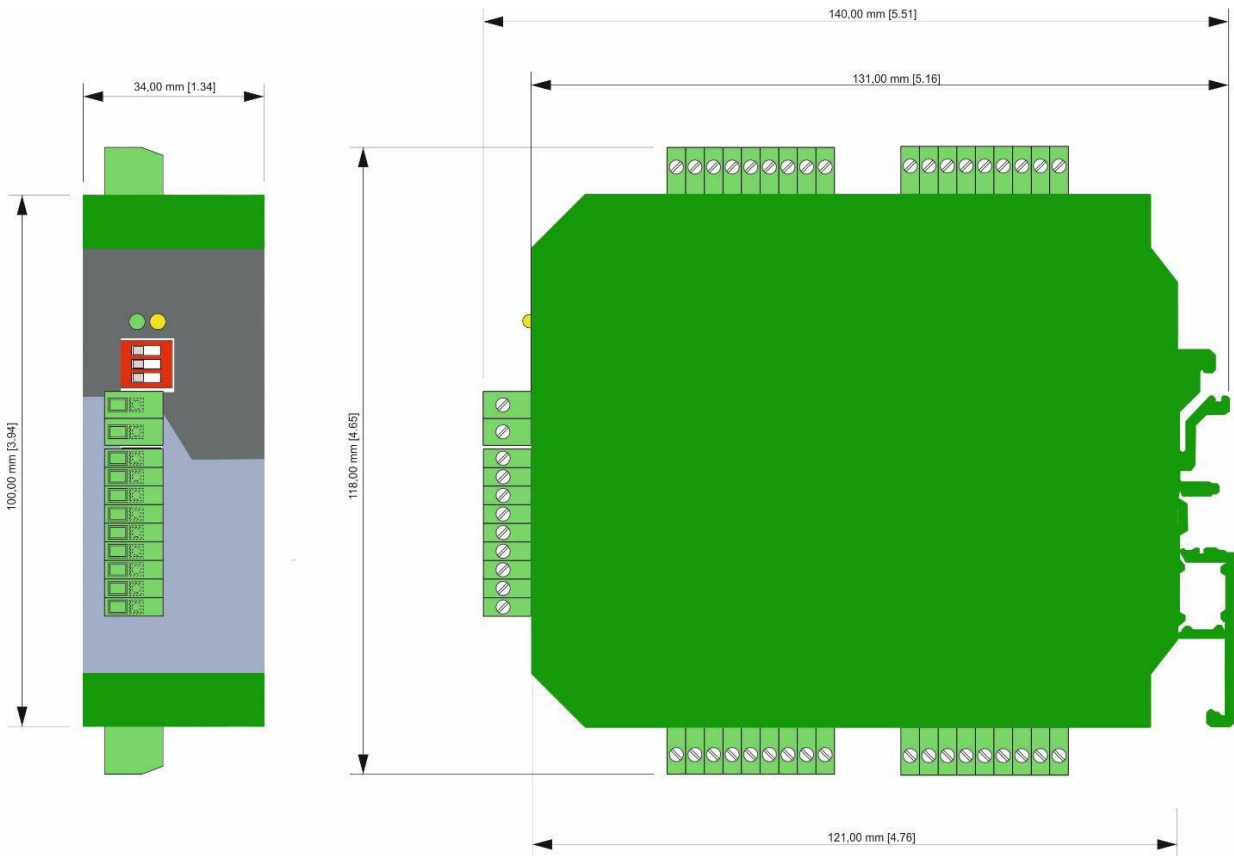 140,00 mm [5.51]
34,00 mm [1.34]
131,00 mm [5.16]
100,00 mm [3.94]
118,00 mm [4.65]
121,00 mm [4.76]